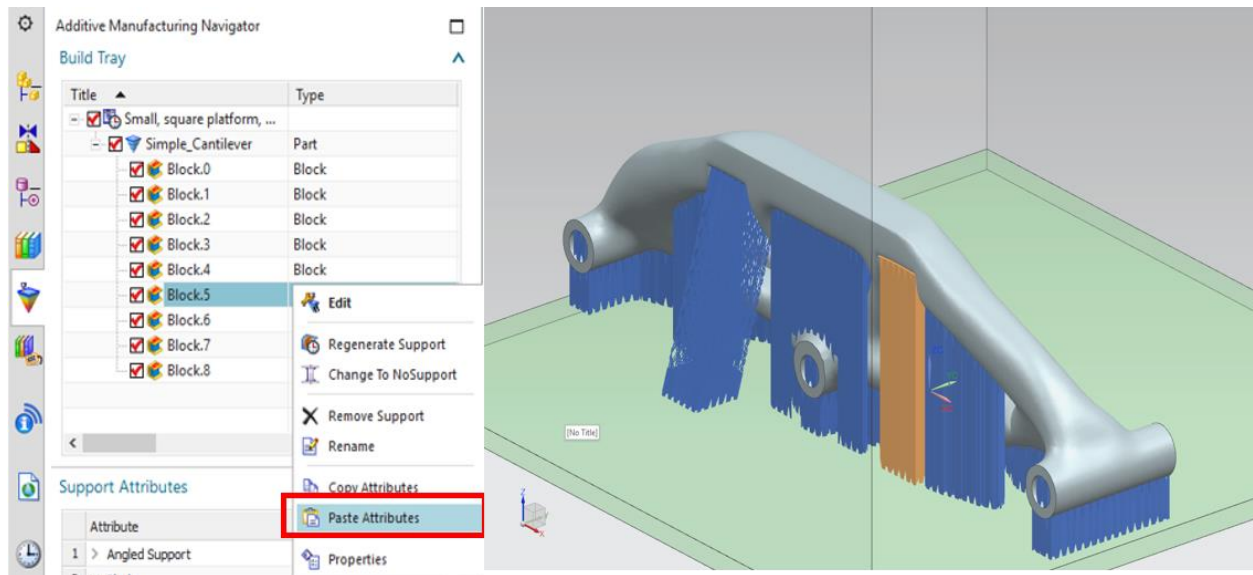 Additive Manufacturing Navigator
Build Tray
Title Type
Small, square platform, ...
Simple_Cantilever Part
Block.0 Block
Block.1 Block
Block.2 Block
Block.3 Block
Block.4 Block
Block.5
Block.6
Block.7
Block.8
Edit
Regenerate Support
Change To NoSupport
Remove Support
Rename
Copy Attributes
Paste Attributes
Properties
Support Attributes
Attribute
1 > Angled Support
[No Title]
Z
X